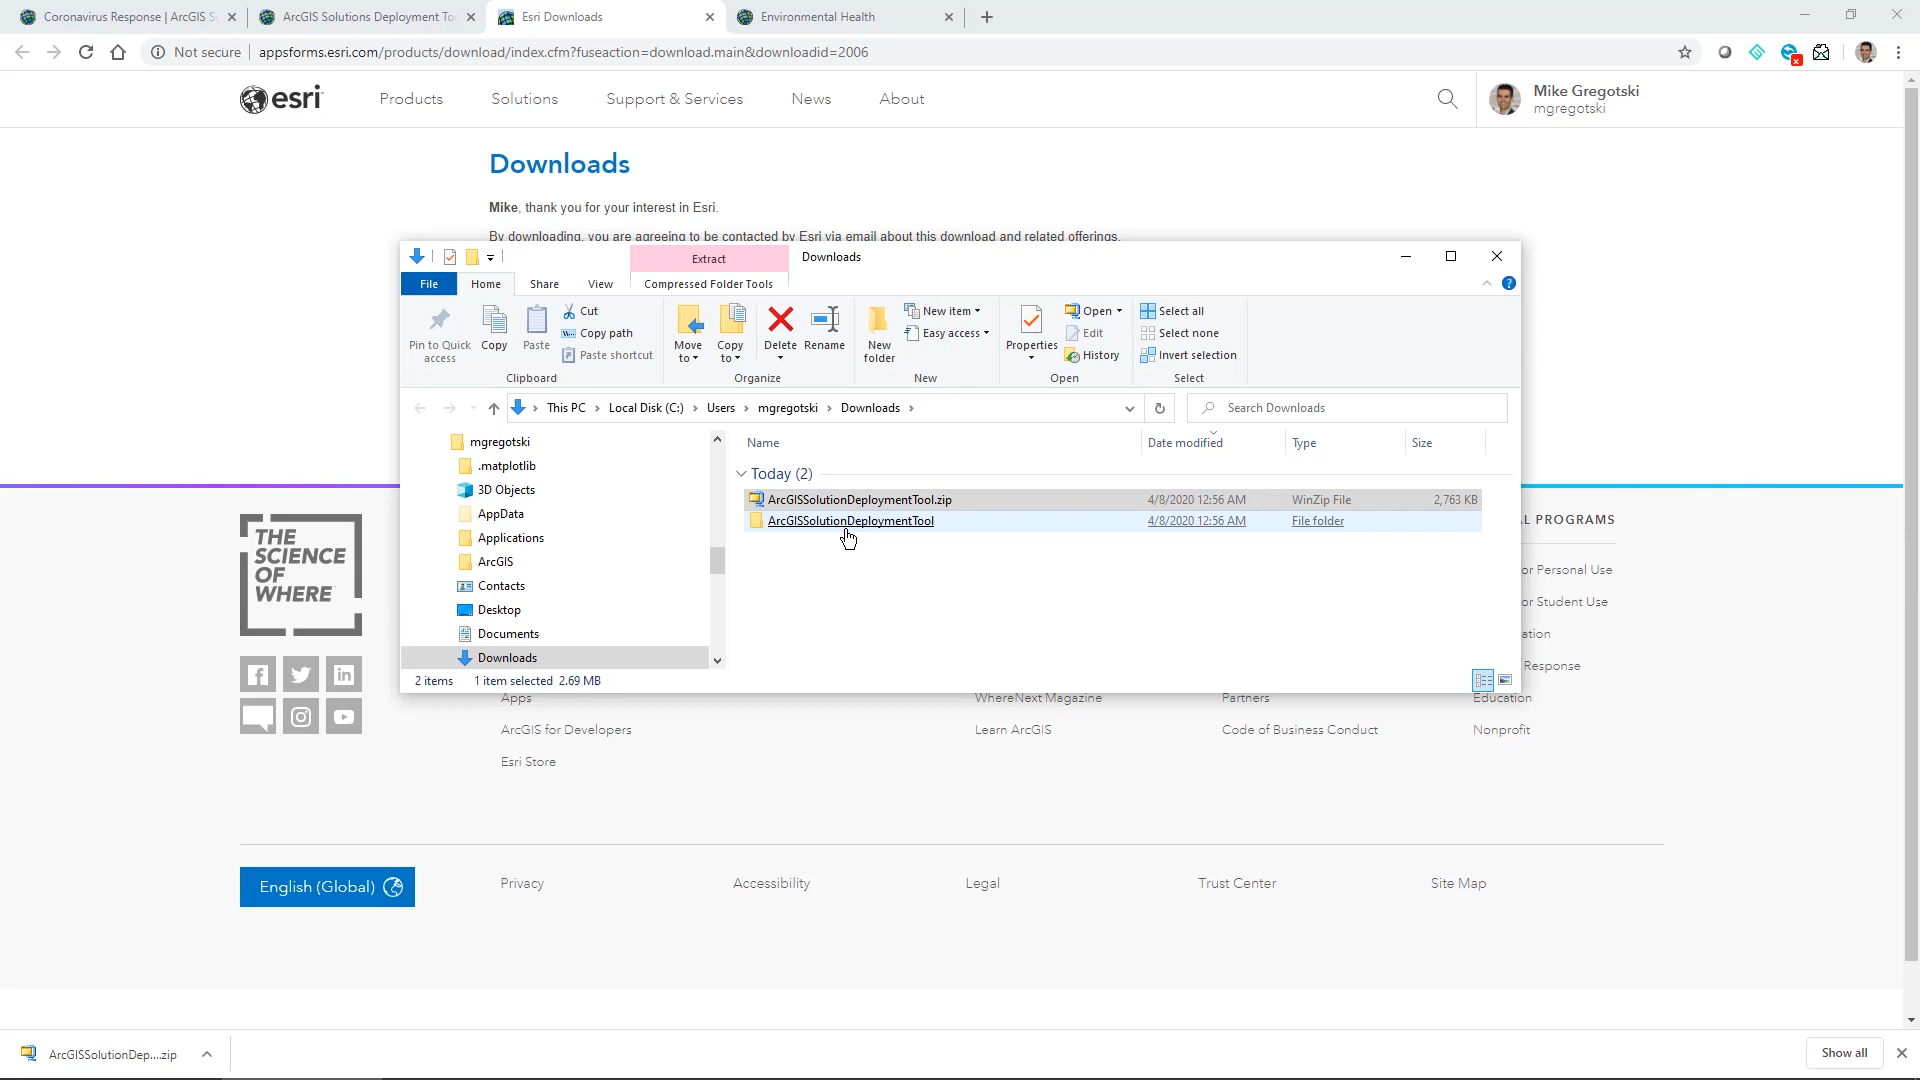 Coronavirus Response | ArcGIS S
ArcGIS Solutions Deployment To
Esri Downloads
Environmental Health
Not secure
appsforms.esri.com/products/download/index.cfm?fuseaction=download.main&downloadid=2006
esri
Products
Solutions
Support & Services
News
About
Mike Gregotski
mgregotski
Downloads
Mike, thank you for your interest in Esri.
By downloading, you are agreeing to be contacted by Esri via email about this download and related offerings.
Extract
Downloads
File
Home
Share
View
Compressed Folder Tools
Pin to Quick access
Copy
Paste
Cut
Copy path
Paste shortcut
Clipboard
Move to
Copy to
Delete
Rename
Organize
New folder
New item
Easy access
New
Properties
Open
Edit
History
Open
Select all
Select none
Invert selection
Select
This PC > Local Disk (C:) > Users > mgregotski > Downloads >
Search Downloads
mgregotski
.matplotlib
3D Objects
AppData
Applications
ArcGIS
Contacts
Desktop
Documents
Downloads
Name
Date modified
Type
Size
Today (2)
ArcGISSolutionDeploymentTool.zip 4/8/2020 12:56 AM WinZip File 2,763 KB
ArcGISSolutionDeploymentTool 4/8/2020 12:56 AM File folder
2 items 1 item selected 2.69 MB
THE
SCIENCE
OF
WHERE
L PROGRAMS
or Personal Use
or Student Use
ation
Response
Education
Nonprofit
Apps
ArcGIS for Developers
Esri Store
WhereNext Magazine
Learn ArcGIS
Partners
Code of Business Conduct
English (Global)
Privacy
Accessibility
Legal
Trust Center
Site Map
ArcGISSolutionDep....zip
Show all